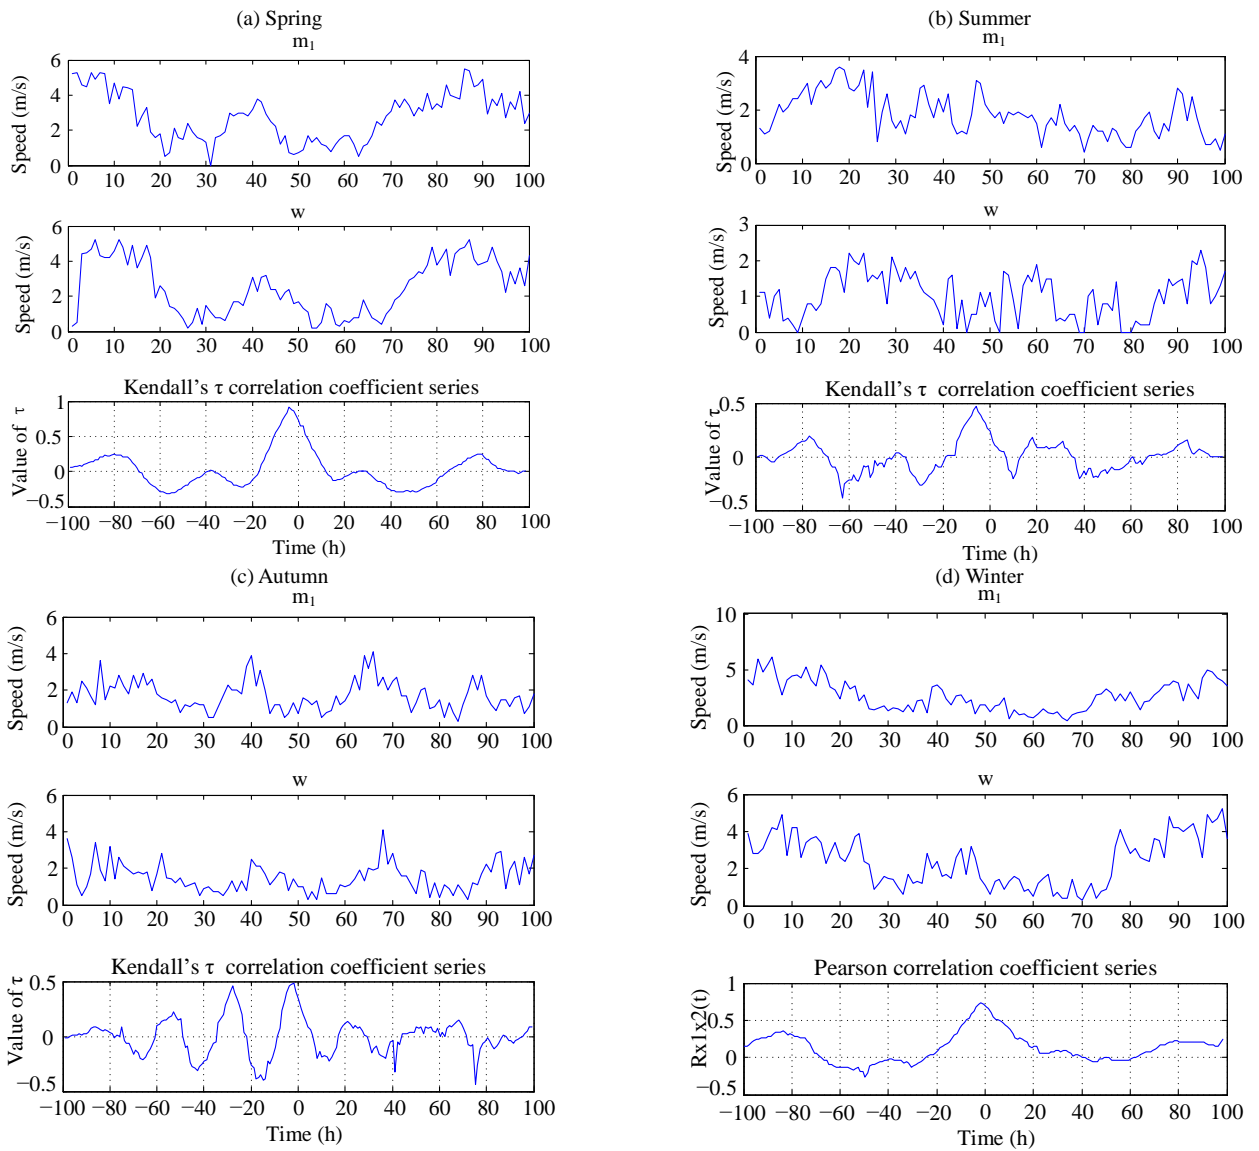 (a) Spring
m1
Speed (m/s)
6
4
2
0
0 10 20 30 40 50 60 70 80 90 100
w
Speed (m/s)
6
4
2
0
0 10 20 30 40 50 60 70 80 90 100
Kendall's τ correlation coefficient series
Value of τ
1
0.5
0
−0.5
−100 −80 −60 −40 −20 0 20 40 60 80 100
Time (h)
(b) Summer
m1
Speed (m/s)
4
2
0
0 10 20 30 40 50 60 70 80 90 100
w
Speed (m/s)
3
2
1
0
0 10 20 30 40 50 60 70 80 90 100
Kendall's τ correlation coefficient series
Value of τ
0.5
0
−0.5
−100 −80 −60 −40 −20 0 20 40 60 80 100
Time (h)
(c) Autumn
m1
Speed (m/s)
6
4
2
0
0 10 20 30 40 50 60 70 80 90 100
w
Speed (m/s)
6
4
2
0
0 10 20 30 40 50 60 70 80 90 100
Kendall's τ correlation coefficient series
Value of τ
0.5
0
−0.5
−100 −80 −60 −40 −20 0 20 40 60 80 100
Time (h)
(d) Winter
m1
Speed (m/s)
10
5
0
0 10 20 30 40 50 60 70 80 90 100
w
Speed (m/s)
6
4
2
0
0 10 20 30 40 50 60 70 80 90 100
Pearson correlation coefficient series
Rx1x2(t)
1
0.5
0
−0.5
−100 −80 −60 −40 −20 0 20 40 60 80 100
Time (h)